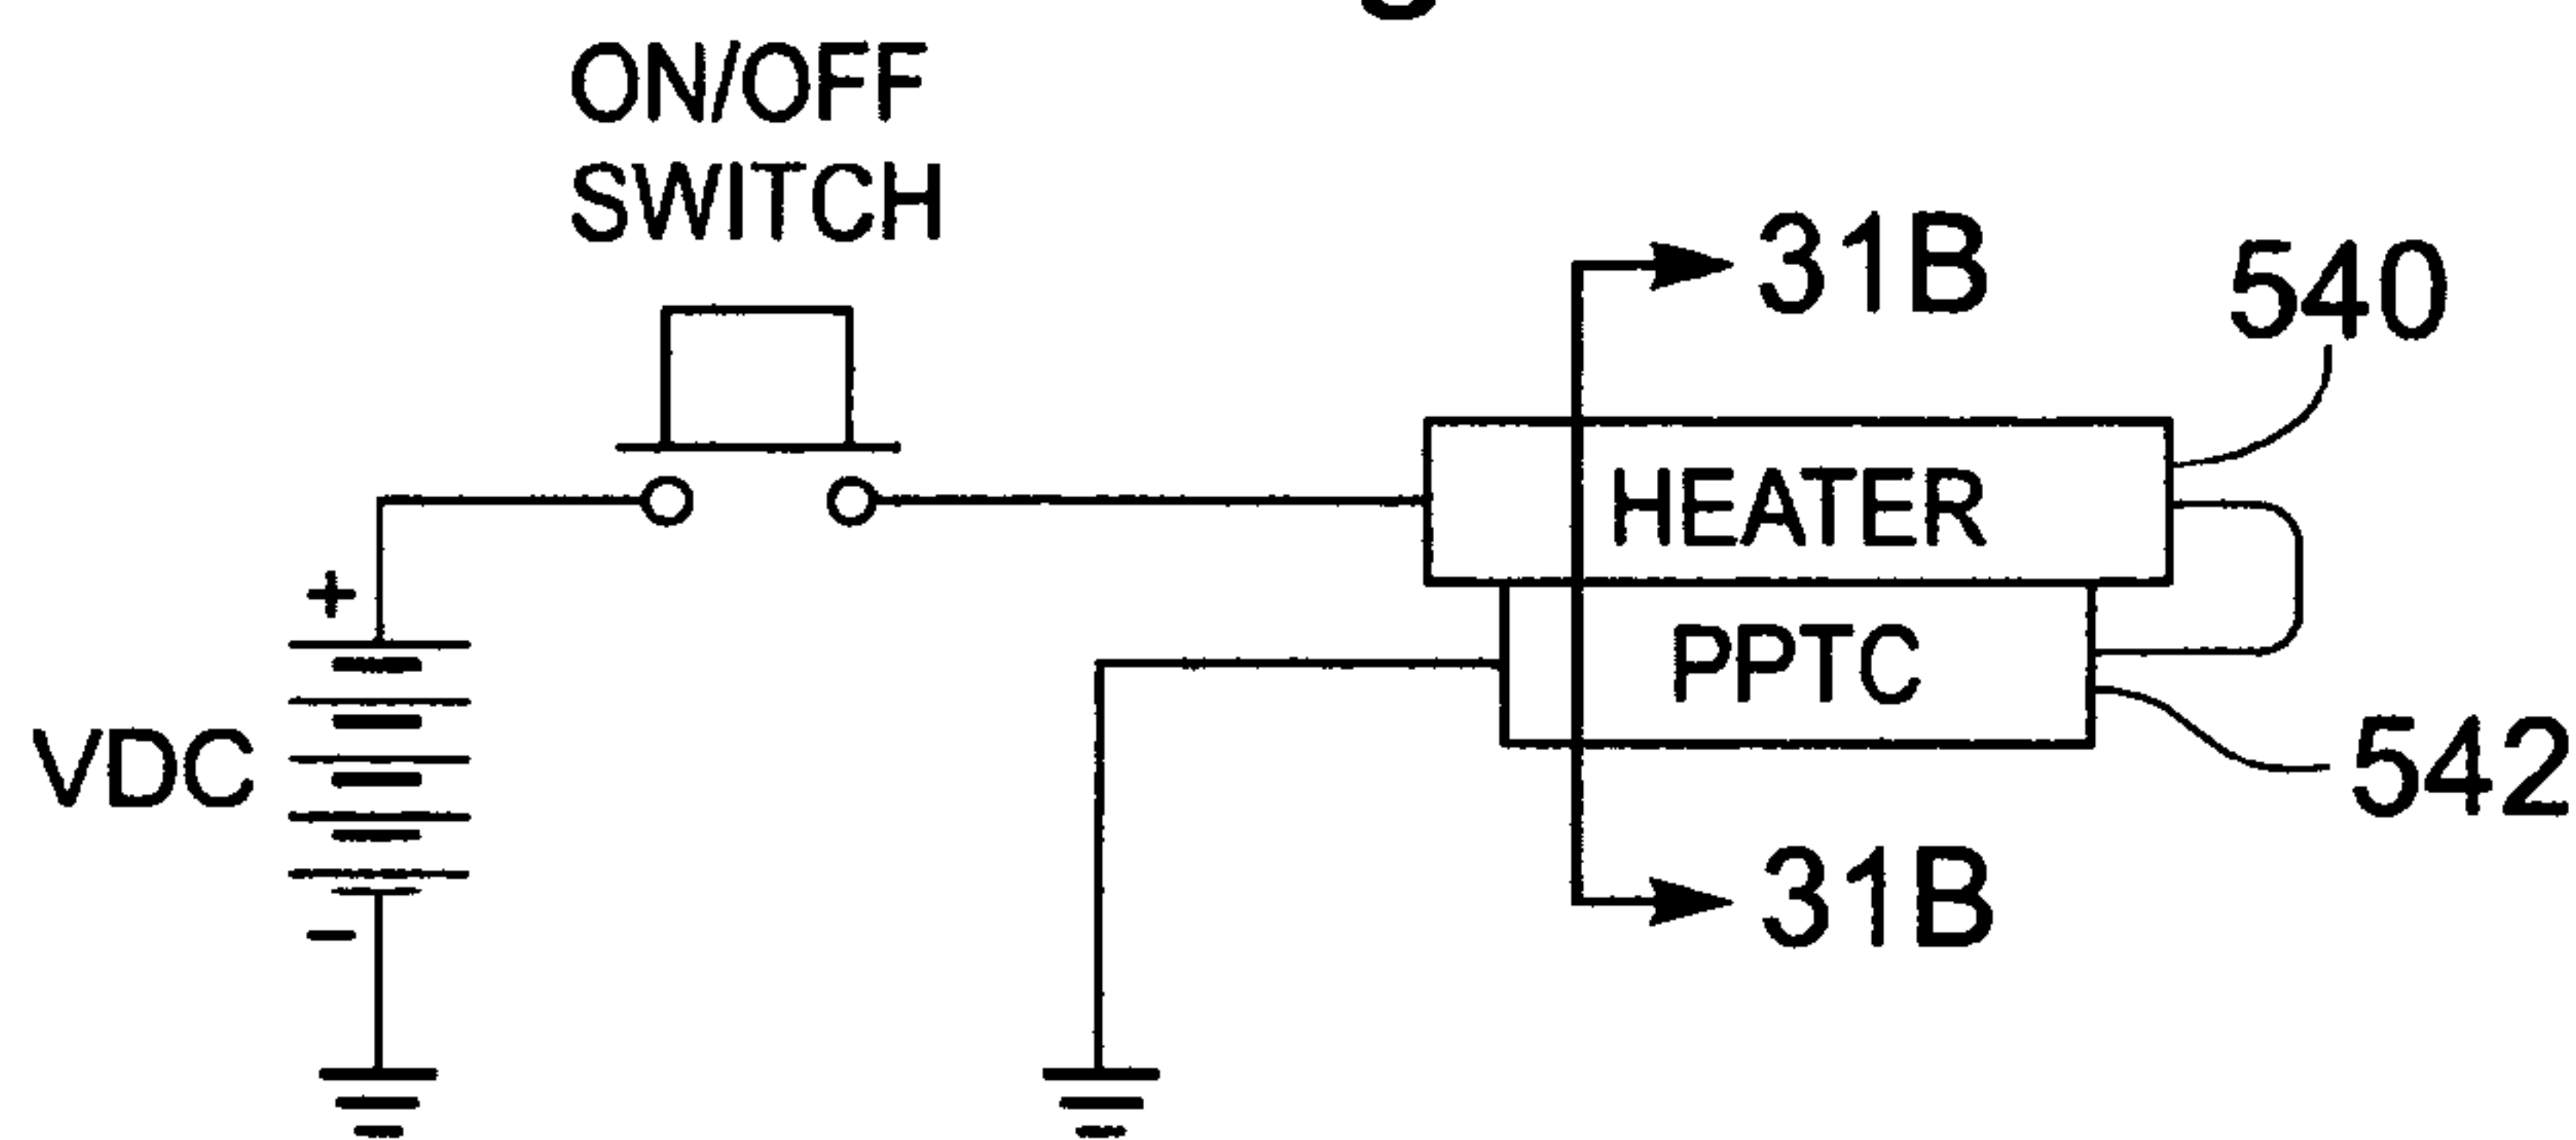 ON/OFF
SWITCH
31B
540
HEATER
+
PPTC
VDC
542
31B
−